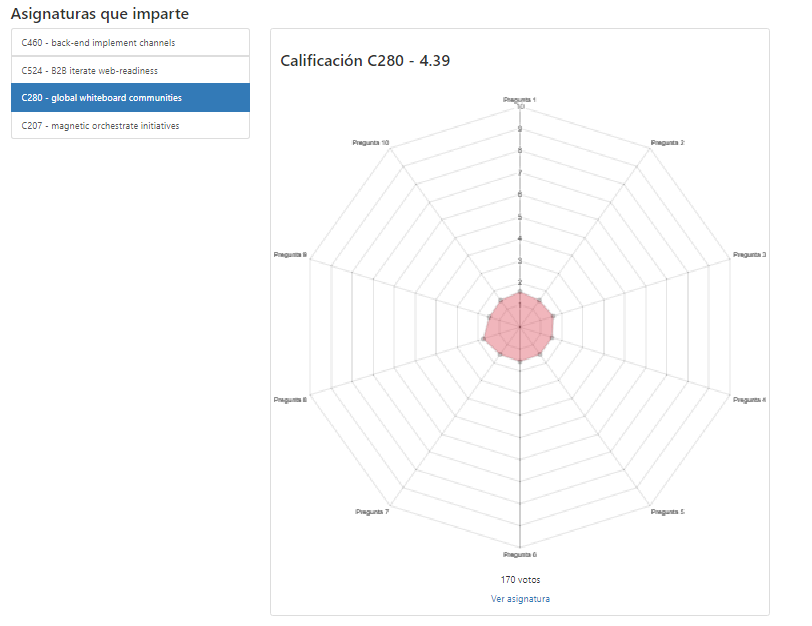 Asignaturas que imparte
C460 - back-end implement channels
C524 - B2B iterate web-readiness
C280 - global whiteboard communities
C207 - magnetic orchestrate initiatives
Calificación C280 - 4.39
Pregunta 1
10
9
8
7
6
5
4
3
2
1
Pregunta 2
Pregunta 3
Pregunta 4
Pregunta 5
Pregunta 6
Pregunta 7
Pregunta 8
Pregunta 9
Pregunta 10
170 votos
Ver asignatura